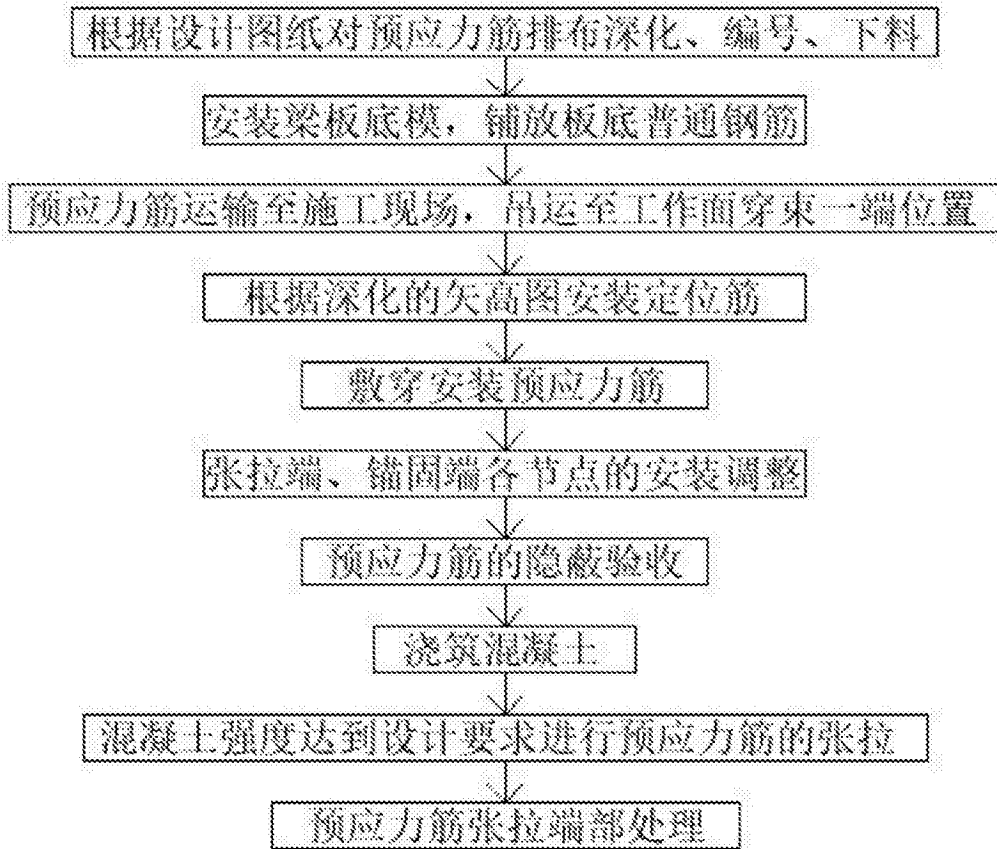 根据设计图纸对预应力筋排布深化、编号、下料
安装梁板底模，铺放板底普通钢筋
预应力筋运输至施工现场，吊运至工作面穿束一端位置
根据深化的矢高图安装定位筋
敷穿安装预应力筋
张拉端、锚固端各节点的安装调整
预应力筋的隐蔽验收
浇筑混凝土
混凝土强度达到设计要求进行预应力筋的张拉
预应力筋张拉端部处理